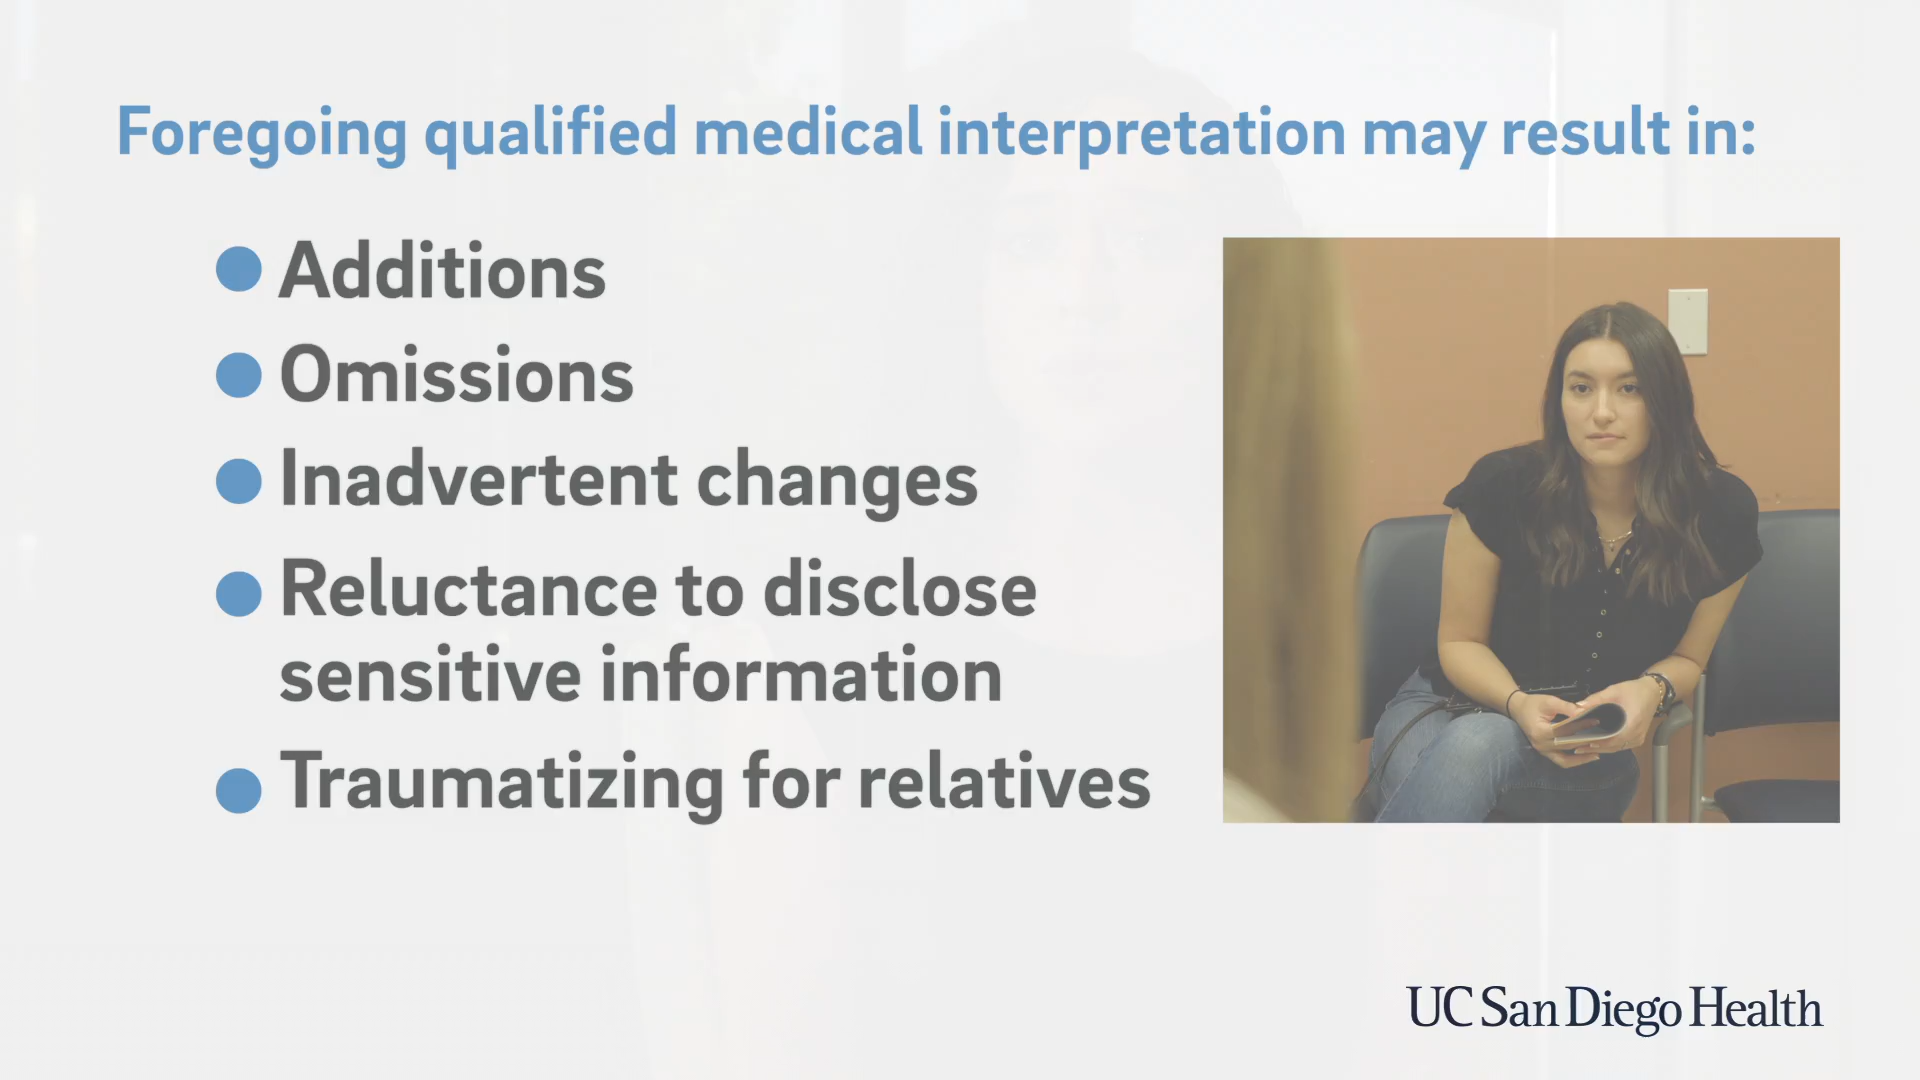 Foregoing qualified medical interpretation may result in:
Additions
Omissions
Inadvertent changes
Reluctance to disclose
sensitive information
Traumatizing for relatives
UC San Diego Health